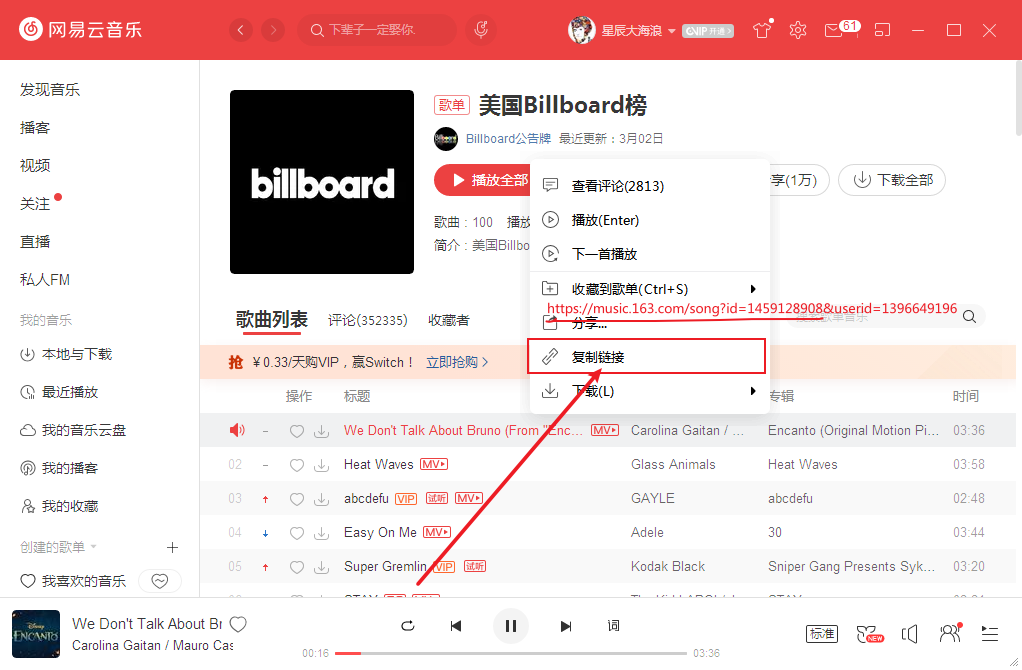 网易云音乐
下辈子一定娶你.
星辰大海浪
VIP 开通
61
发现音乐
播客
视频
关注
直播
私人FM
我的音乐
本地与下载
最近播放
我的音乐云盘
我的播客
我的收藏
创建的歌单
我喜欢的音乐
billboard
歌单 美国Billboard榜
Billboard公告牌 最近更新：3月02日
播放全部
享(1万)
下载全部
歌曲：100 播放
简介：美国Billbo
查看评论(2813)
播放(Enter)
下一首播放
收藏到歌单(Ctrl+S)
https://music.163.com/song?id=1459128908&userid=1396649196
分享...
复制链接
下载(L)
歌曲列表 评论(352335) 收藏者
搜索歌单音乐
抢 ¥0.33/天购VIP，赢Switch！ 立即抢购
操作 标题 专辑 时间
We Don't Talk About Bruno (From "Enc... MV Carolina Gaitan / ... Encanto (Original Motion Pi... 03:36
02 Heat Waves MV Glass Animals Heat Waves 03:58
03 abcdefu VIP 试听 MV GAYLE abcdefu 02:48
04 Easy On Me MV Adele 30 03:44
05 Super Gremlin VIP 试听 Kodak Black Sniper Gang Presents Syk... 03:20
Disney
ENCANTO
We Don't Talk About Br
Carolina Gaitan / Mauro Cas
词
00:16 03:36
标准
NEW